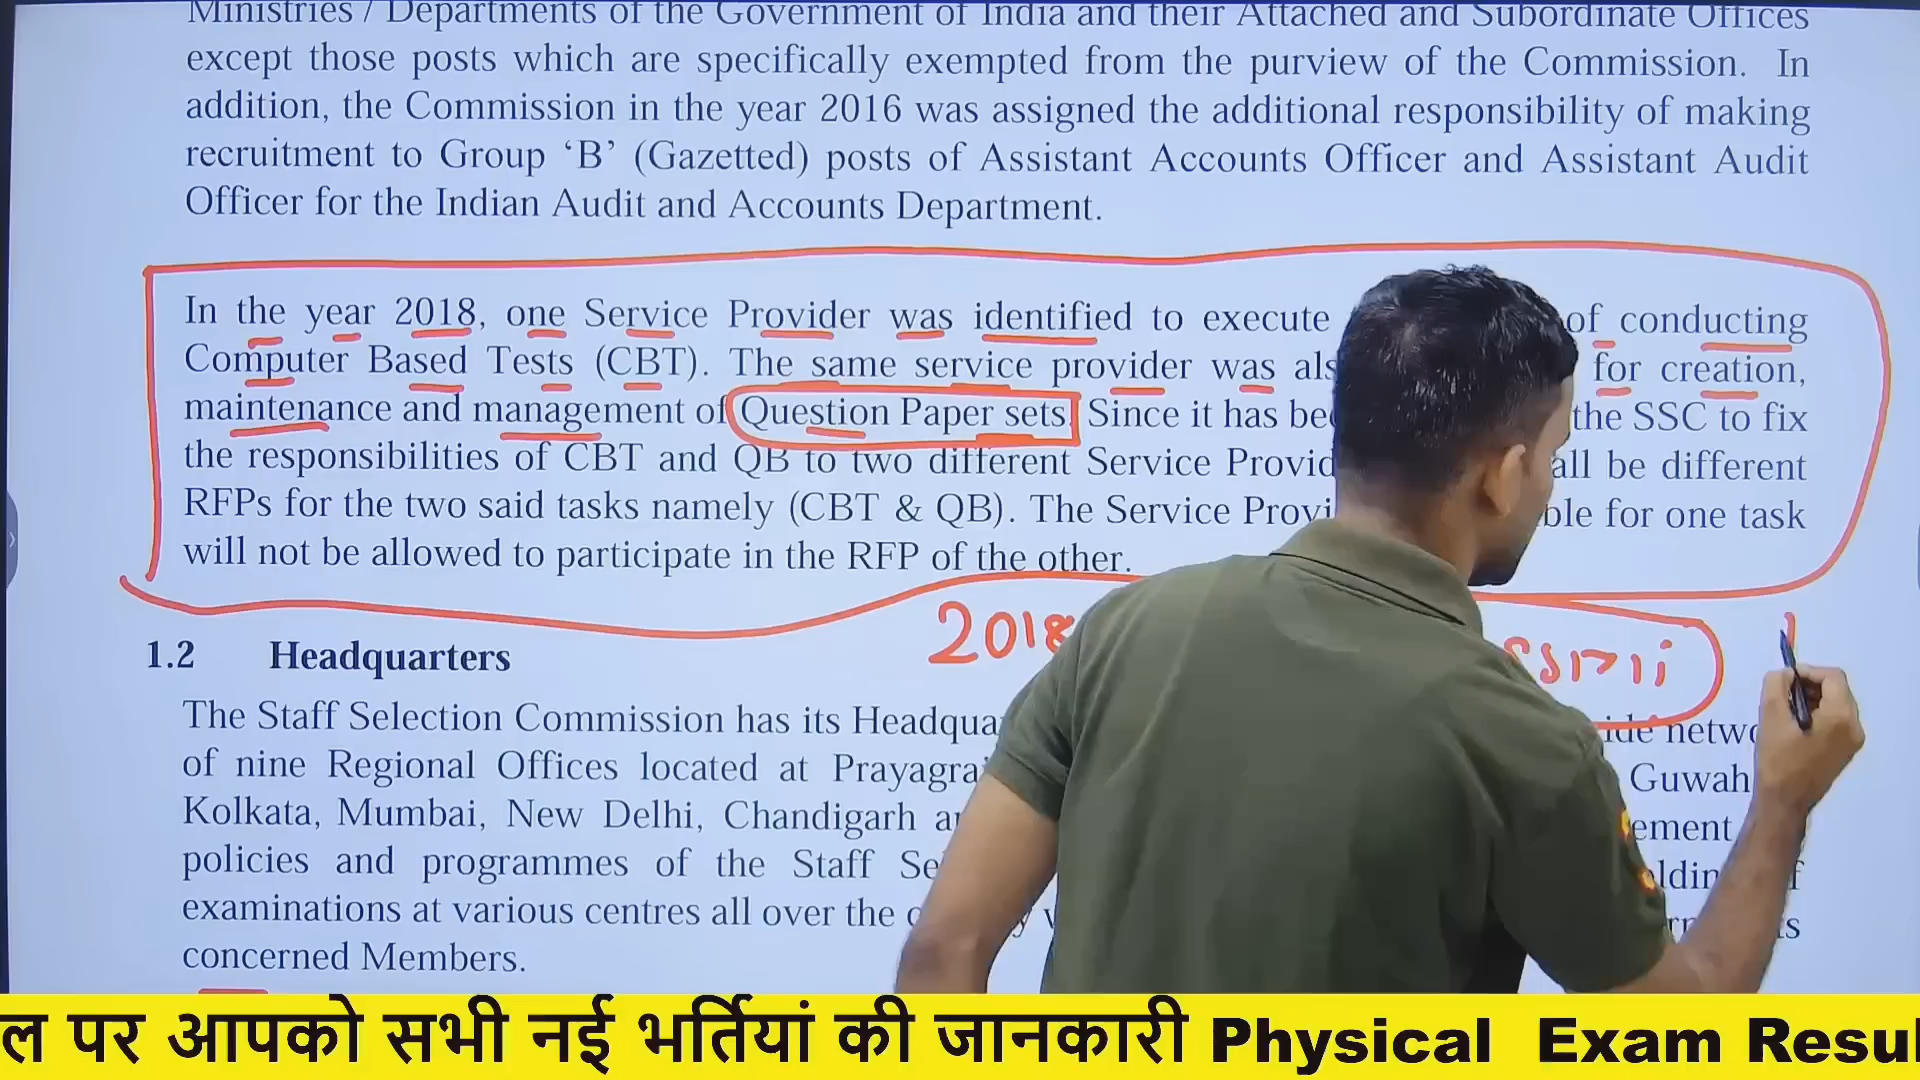 Ministries / Departments of the Government of India and their Attached and Subordinate Offices
except those posts which are specifically exempted from the purview of the Commission. In
addition, the Commission in the year 2016 was assigned the additional responsibility of making
recruitment to Group ‘B’ (Gazetted) posts of Assistant Accounts Officer and Assistant Audit
Officer for the Indian Audit and Accounts Department.
In the year 2018, one Service Provider was identified to execute of conducting
Computer Based Tests (CBT). The same service provider was als for creation,
maintenance and management of Question Paper sets. Since it has be the SSC to fix
the responsibilities of CBT and QB to two different Service Provid all be different
RFPs for the two said tasks namely (CBT & QB). The Service Provi ble for one task
will not be allowed to participate in the RFP of the other.
2018
1.2 Headquarters
The Staff Selection Commission has its Headqua ide netwo
of nine Regional Offices located at Prayagraj Guwah
Kolkata, Mumbai, New Delhi, Chandigarh a ement
policies and programmes of the Staff Se ldin f
examinations at various centres all over the c y
concerned Members.
ल पर आपको सभी नई भर्तियां की जानकारी Physical Exam Resul